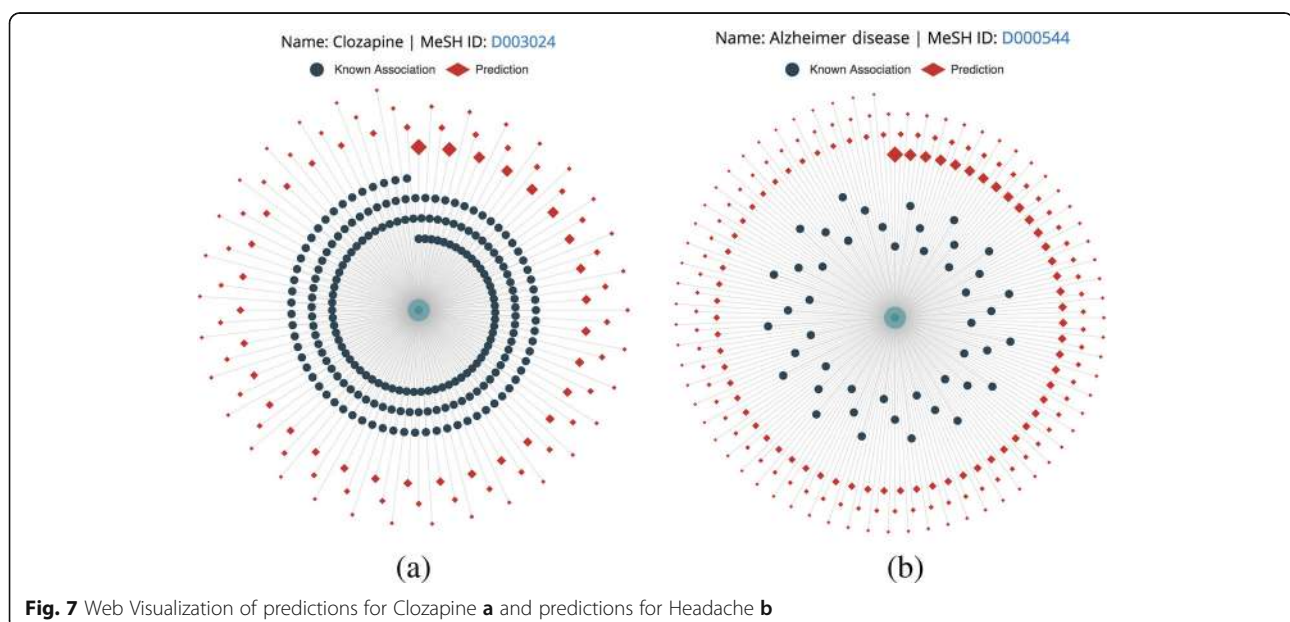 Name: Clozapine | MeSH ID: D003024
Known Association Prediction
Name: Alzheimer disease | MeSH ID: D000544
Known Association Prediction
(a)
(b)
Fig. 7 Web Visualization of predictions for Clozapine a and predictions for Headache b